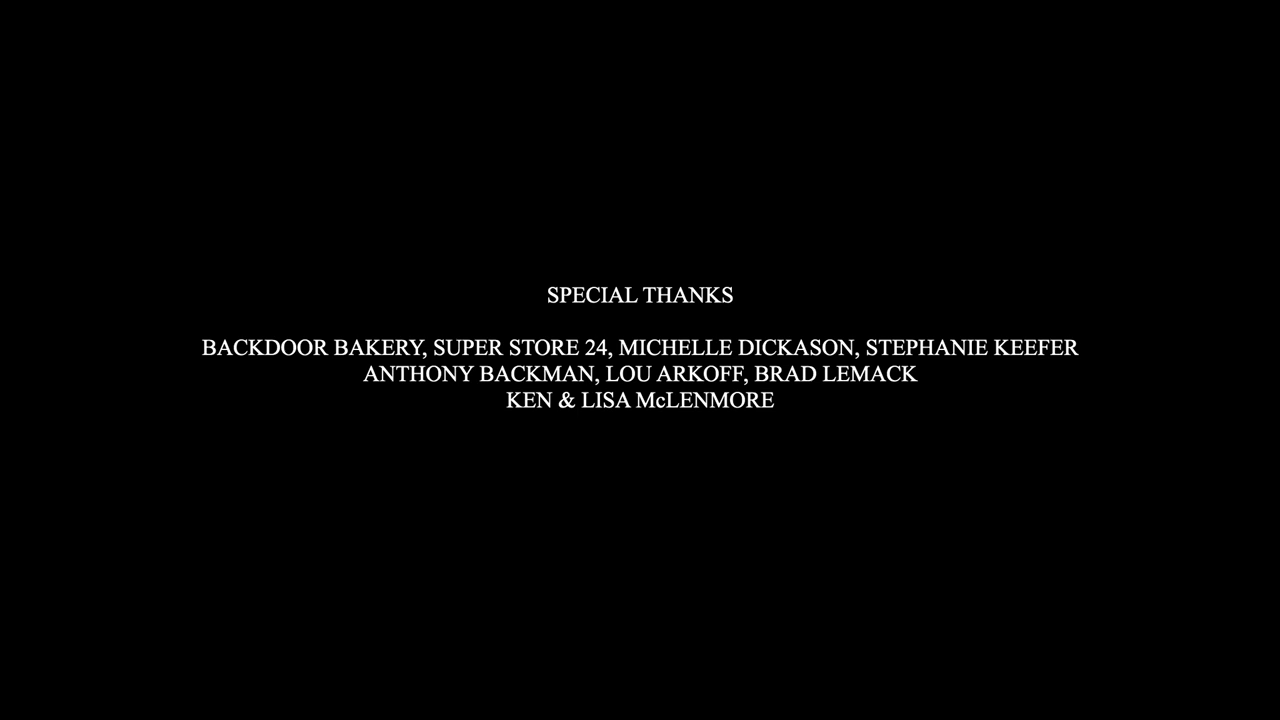 SPECIAL THANKS
BACKDOOR BAKERY, SUPER STORE 24, MICHELLE DICKASON, STEPHANIE KEEFER
ANTHONY BACKMAN, LOU ARKOFF, BRAD LEMACK
KEN & LISA McLENMORE